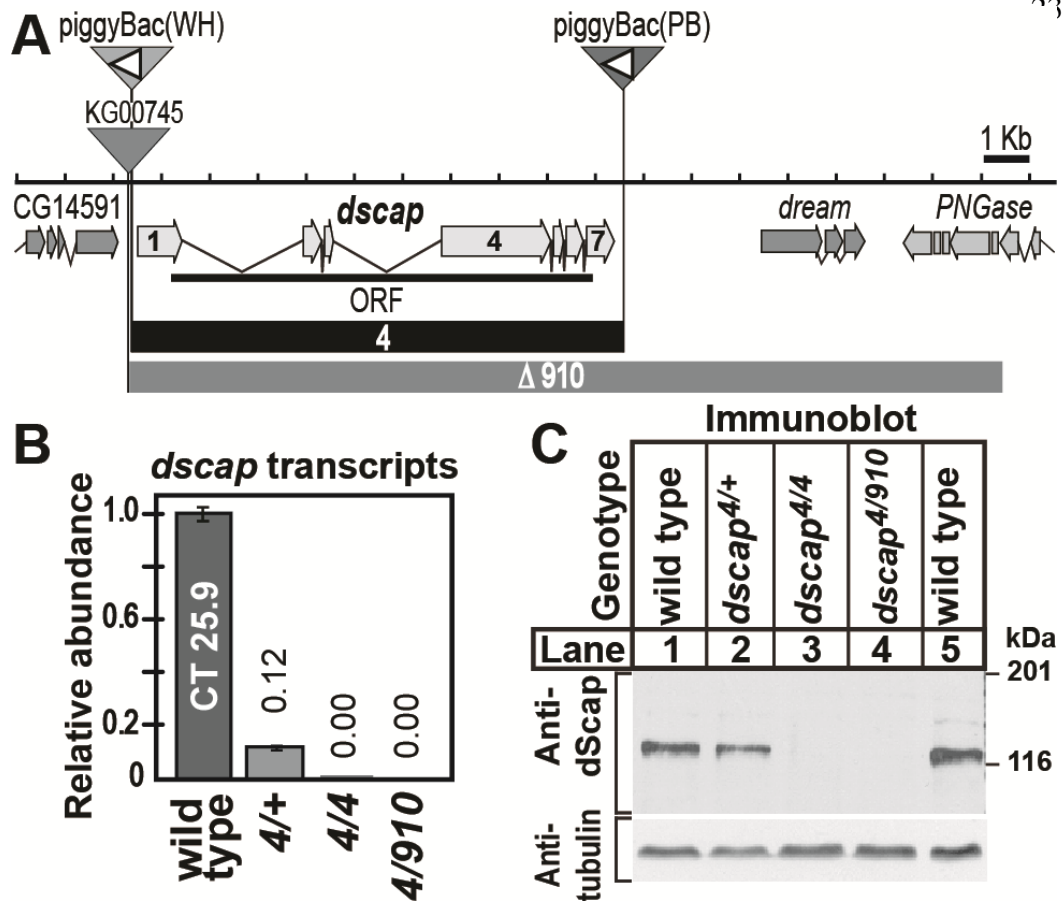 A
piggyBac(WH)
piggyBac(PB)
KG00745
1 Kb
CG14591
dscap
dream
PNGase
1
4
7
ORF
4
Δ 910
B
dscap transcripts
Relative abundance
1.0
0.6
0.2
0
CT 25.9
0.12
0.00
0.00
wild type
4/+
4/4
4/910
C
Immunoblot
Genotype
wild type
dscap4/+
dscap4/4
dscap4/910
wild type
Lane 1 2 3 4 5
kDa
201
116
Anti-dScap
Anti-tubulin